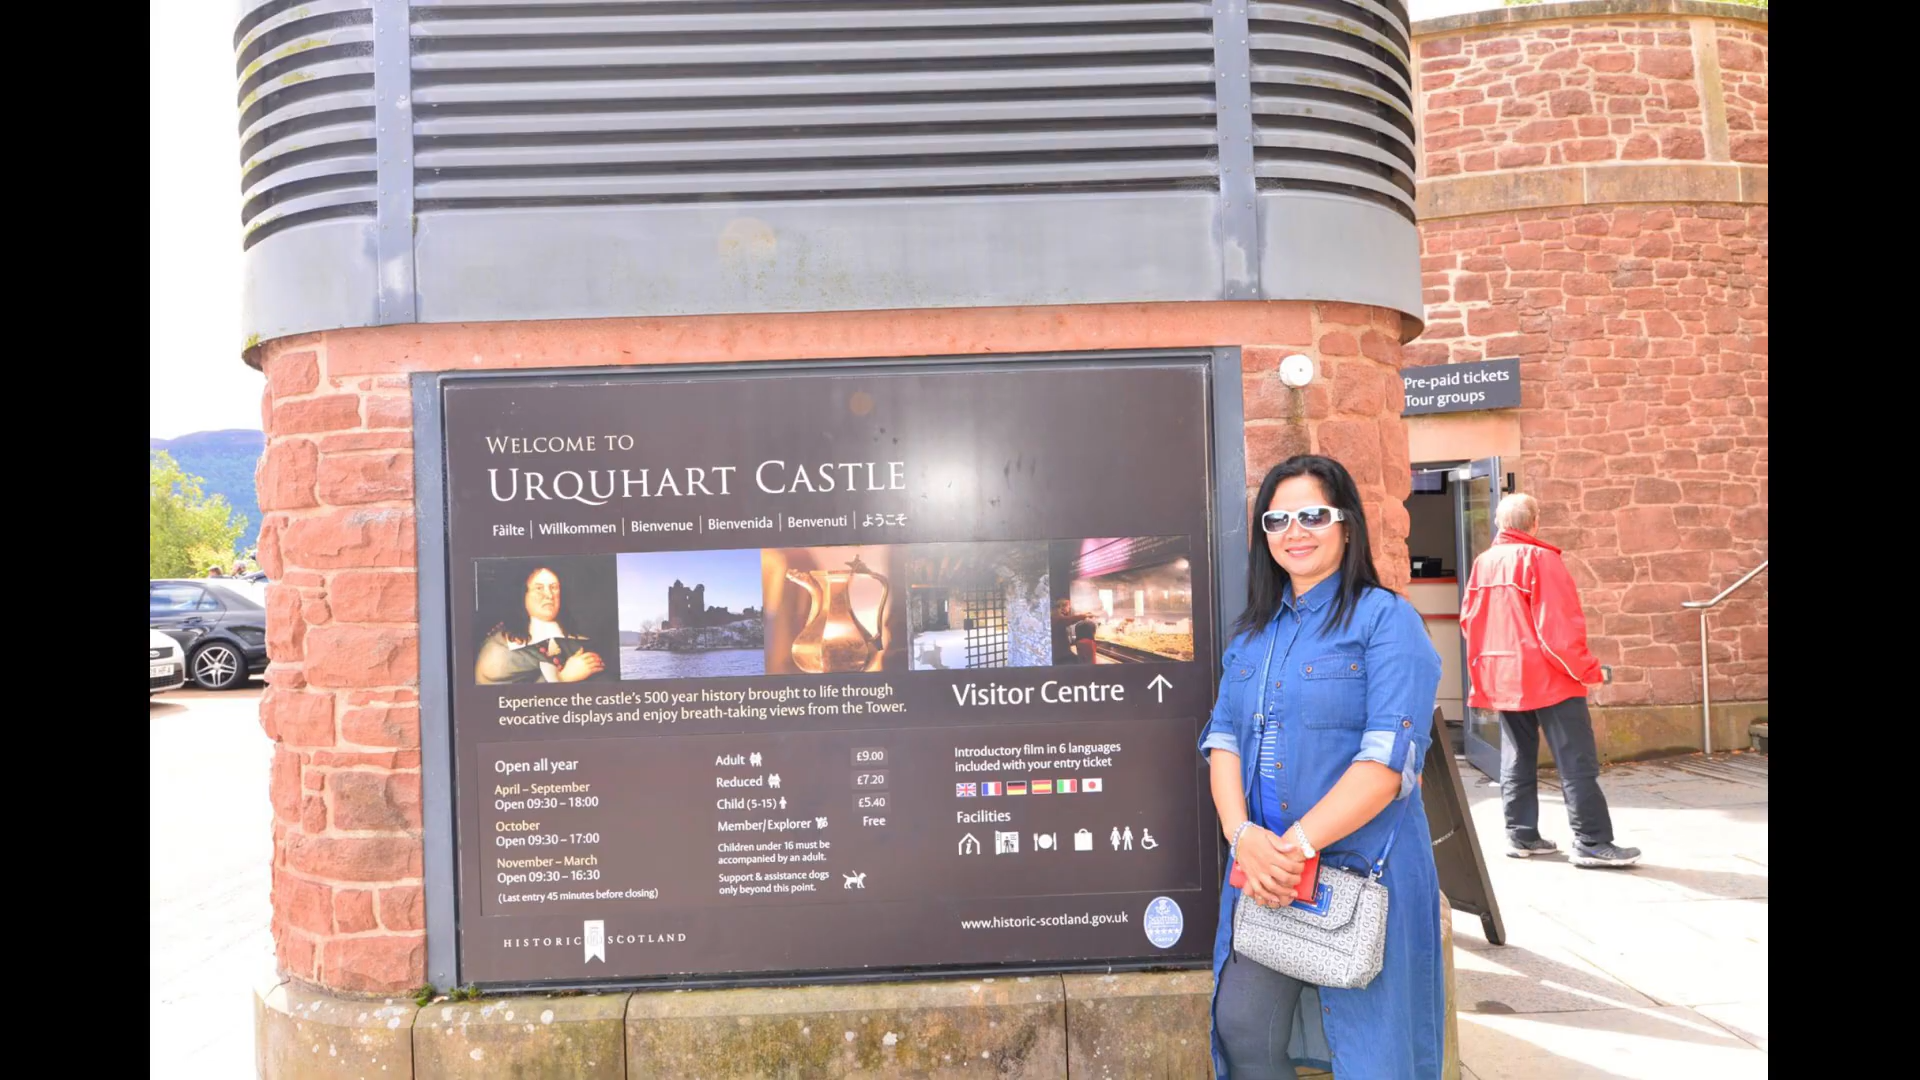 WELCOME TO
URQUHART CASTLE
Fàilte | Willkommen | Bienvenue | Bienvenida | Benvenuti | ようこそ
Experience the castle's 500 year history brought to life through
evocative displays and enjoy breath-taking views from the Tower.
Visitor Centre ↑
Open all year
April – September
Open 09:30 – 18:00
October
Open 09:30 – 17:00
November – March
Open 09:30 – 16:30
(Last entry 45 minutes before closing)
Adult £9.00
Reduced £7.20
Child (5-15) £5.40
Member/Explorer Free
Children under 16 must be
accompanied by an adult.
Support & assistance dogs
only beyond this point.
Introductory film in 6 languages
included with your entry ticket
Facilities
HISTORIC SCOTLAND
www.historic-scotland.gov.uk
Scottish
Pre-paid tickets
Tour groups